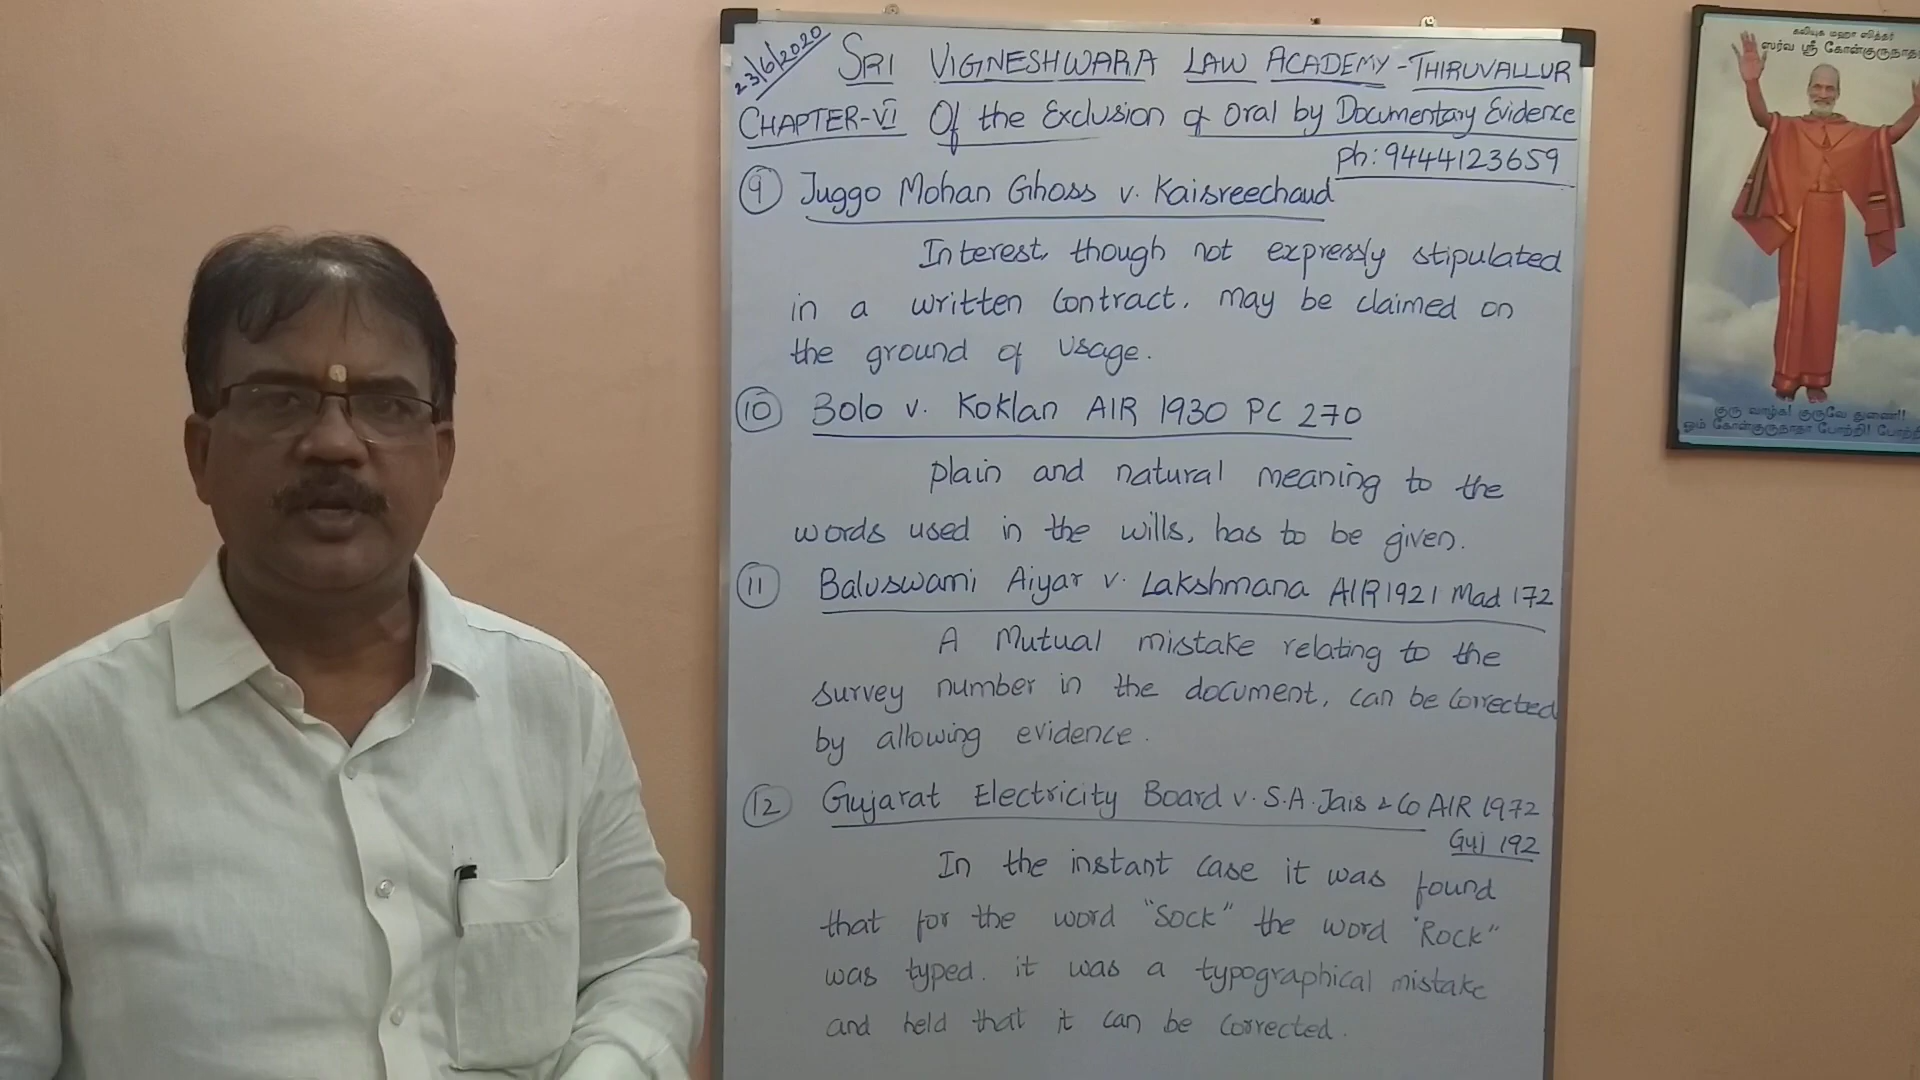 23/6/2020
SRI VIGNESHWARA LAW ACADEMY - THIRUVALLUR
CHAPTER-VI Of the Exclusion of Oral by Documentary Evidence
Ph: 9444123659
9 Juggo Mohan Ghoss v. Kaisreechaud
Interest, though not expressly stipulated
in a written contract, may be claimed on
the ground of usage.
10 Bolo v. Koklan AIR 1930 PC 270
plain and natural meaning to the
words used in the wills, has to be given.
11 Baluswami Aiyar v. Lakshmana AIR 1921 Mad 172
A Mutual mistake relating to the
survey number in the document, can be corrected
by allowing evidence.
12 Gujarat Electricity Board v. S.A. Jais & Co AIR 1972
Guj 192
In the instant case it was found
that for the word "Sock" the word "Rock"
was typed. it was a typographical mistake
and held that it can be corrected.
கலியுக மஹா சித்தர்
ஸர்வ ஸ்ரீ கோண்குருநாதர்
குரு வாழ்க! குருவே துணை!!
ஓம் கோண்குருநாதா போற்றி! போற்றி